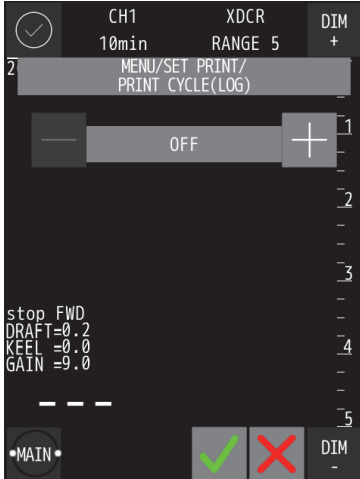 CH1 XDCR DIM
10min RANGE 5 +
2
MENU/SET PRINT/
PRINT CYCLE(LOG)
1
— OFF +
2
3
stop FWD
DRAFT=0.2
KEEL =0.0
4
GAIN =9.0
– – –
5
•MAIN• DIM
-